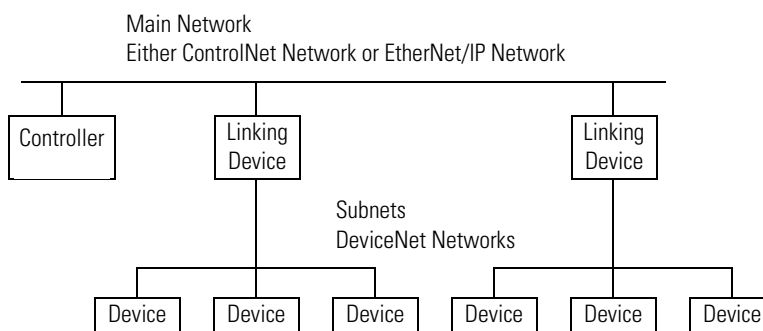 Main Network
Either ControlNet Network or EtherNet/IP Network
Controller
Linking
Device
Linking
Device
Subnets
DeviceNet Networks
Device
Device
Device
Device
Device
Device